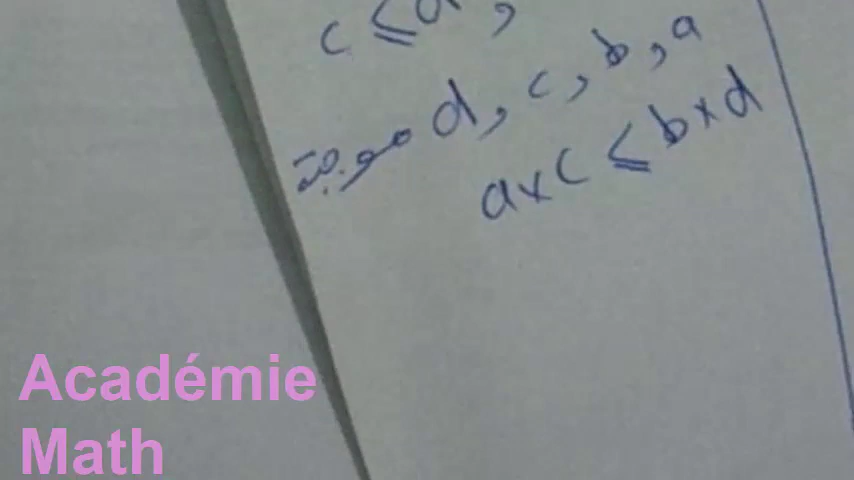 c ≤ d ,
a , b , c , d موجبة
a×c ≤ b×d
Académie
Math